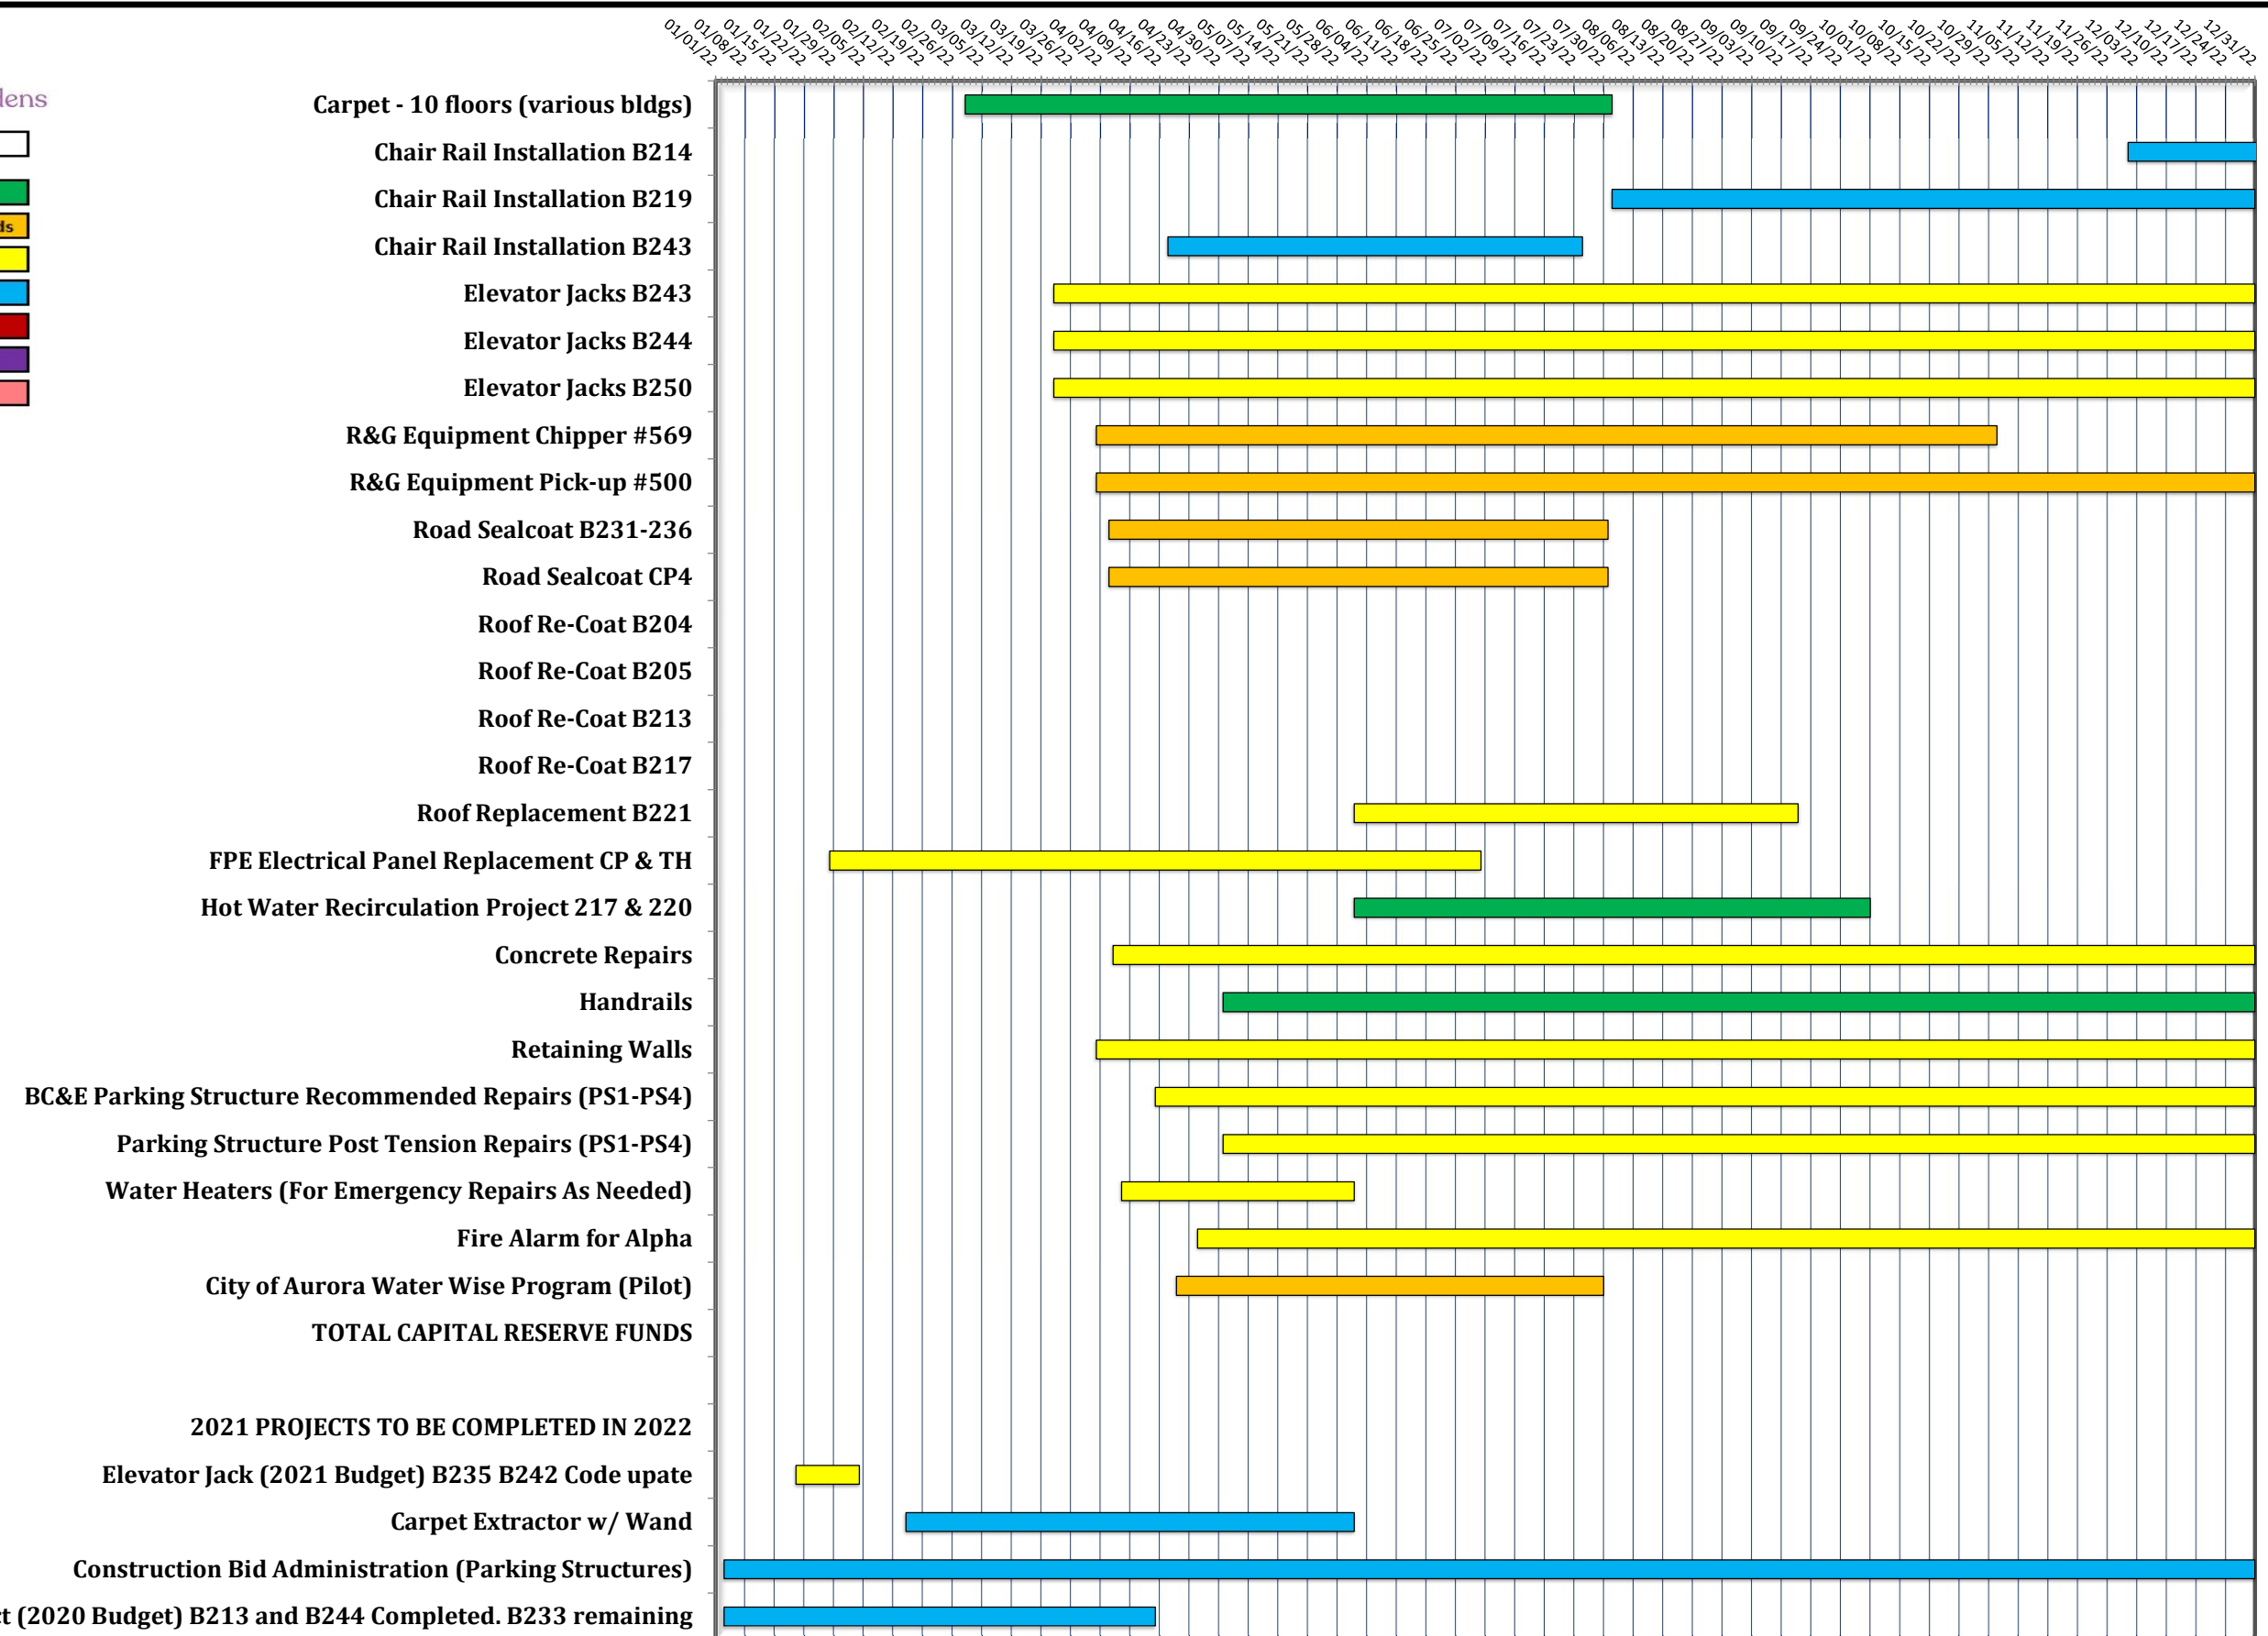 01/01/22
01/08/22
01/15/22
01/22/22
01/29/22
02/05/22
02/12/22
02/19/22
02/26/22
03/05/22
03/12/22
03/19/22
03/26/22
04/02/22
04/09/22
04/16/22
04/23/22
04/30/22
05/07/22
05/14/22
05/21/22
05/28/22
06/04/22
06/11/22
06/18/22
06/25/22
07/02/22
07/09/22
07/16/22
07/23/22
07/30/22
08/06/22
08/13/22
08/20/22
08/27/22
09/03/22
09/10/22
09/17/22
09/24/22
10/01/22
10/08/22
10/15/22
10/22/22
10/29/22
11/05/22
11/12/22
11/19/22
11/26/22
12/03/22
12/10/22
12/17/22
12/24/22
12/31/22
lens
ds
Carpet - 10 floors (various bldgs)
Chair Rail Installation B214
Chair Rail Installation B219
Chair Rail Installation B243
Elevator Jacks B243
Elevator Jacks B244
Elevator Jacks B250
R&G Equipment Chipper #569
R&G Equipment Pick-up #500
Road Sealcoat B231-236
Road Sealcoat CP4
Roof Re-Coat B204
Roof Re-Coat B205
Roof Re-Coat B213
Roof Re-Coat B217
Roof Replacement B221
FPE Electrical Panel Replacement CP & TH
Hot Water Recirculation Project 217 & 220
Concrete Repairs
Handrails
Retaining Walls
BC&E Parking Structure Recommended Repairs (PS1-PS4)
Parking Structure Post Tension Repairs (PS1-PS4)
Water Heaters (For Emergency Repairs As Needed)
Fire Alarm for Alpha
City of Aurora Water Wise Program (Pilot)
TOTAL CAPITAL RESERVE FUNDS
2021 PROJECTS TO BE COMPLETED IN 2022
Elevator Jack (2021 Budget) B235 B242 Code upate
Carpet Extractor w/ Wand
Construction Bid Administration (Parking Structures)
ct (2020 Budget) B213 and B244 Completed. B233 remaining